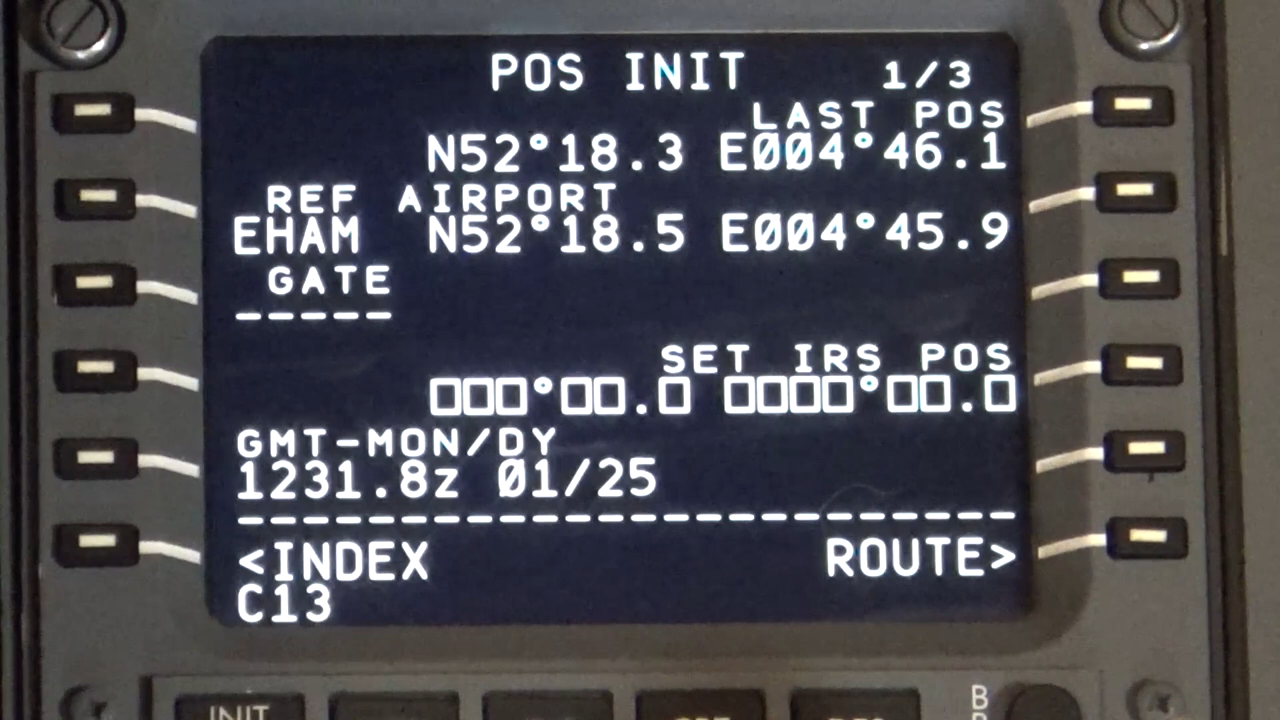 POS INIT 1/3
LAST POS
N52°18.3 E004°46.1
REF AIRPORT
EHAM N52°18.5 E004°45.9
GATE
-----
SET IRS POS
□□□°□□.□ □□□□°□□.□
GMT-MON/DY
1231.8z 01/25
------------------------
<INDEX ROUTE>
C13
INIT
B